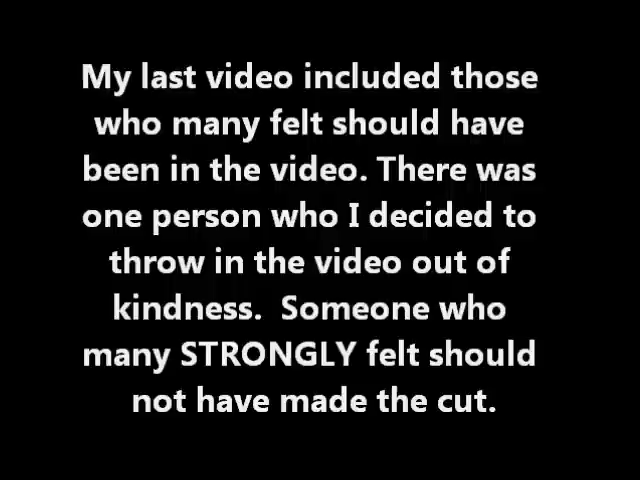 My last video included those
who many felt should have
been in the video. There was
one person who I decided to
throw in the video out of
kindness.  Someone who
many STRONGLY felt should
not have made the cut.